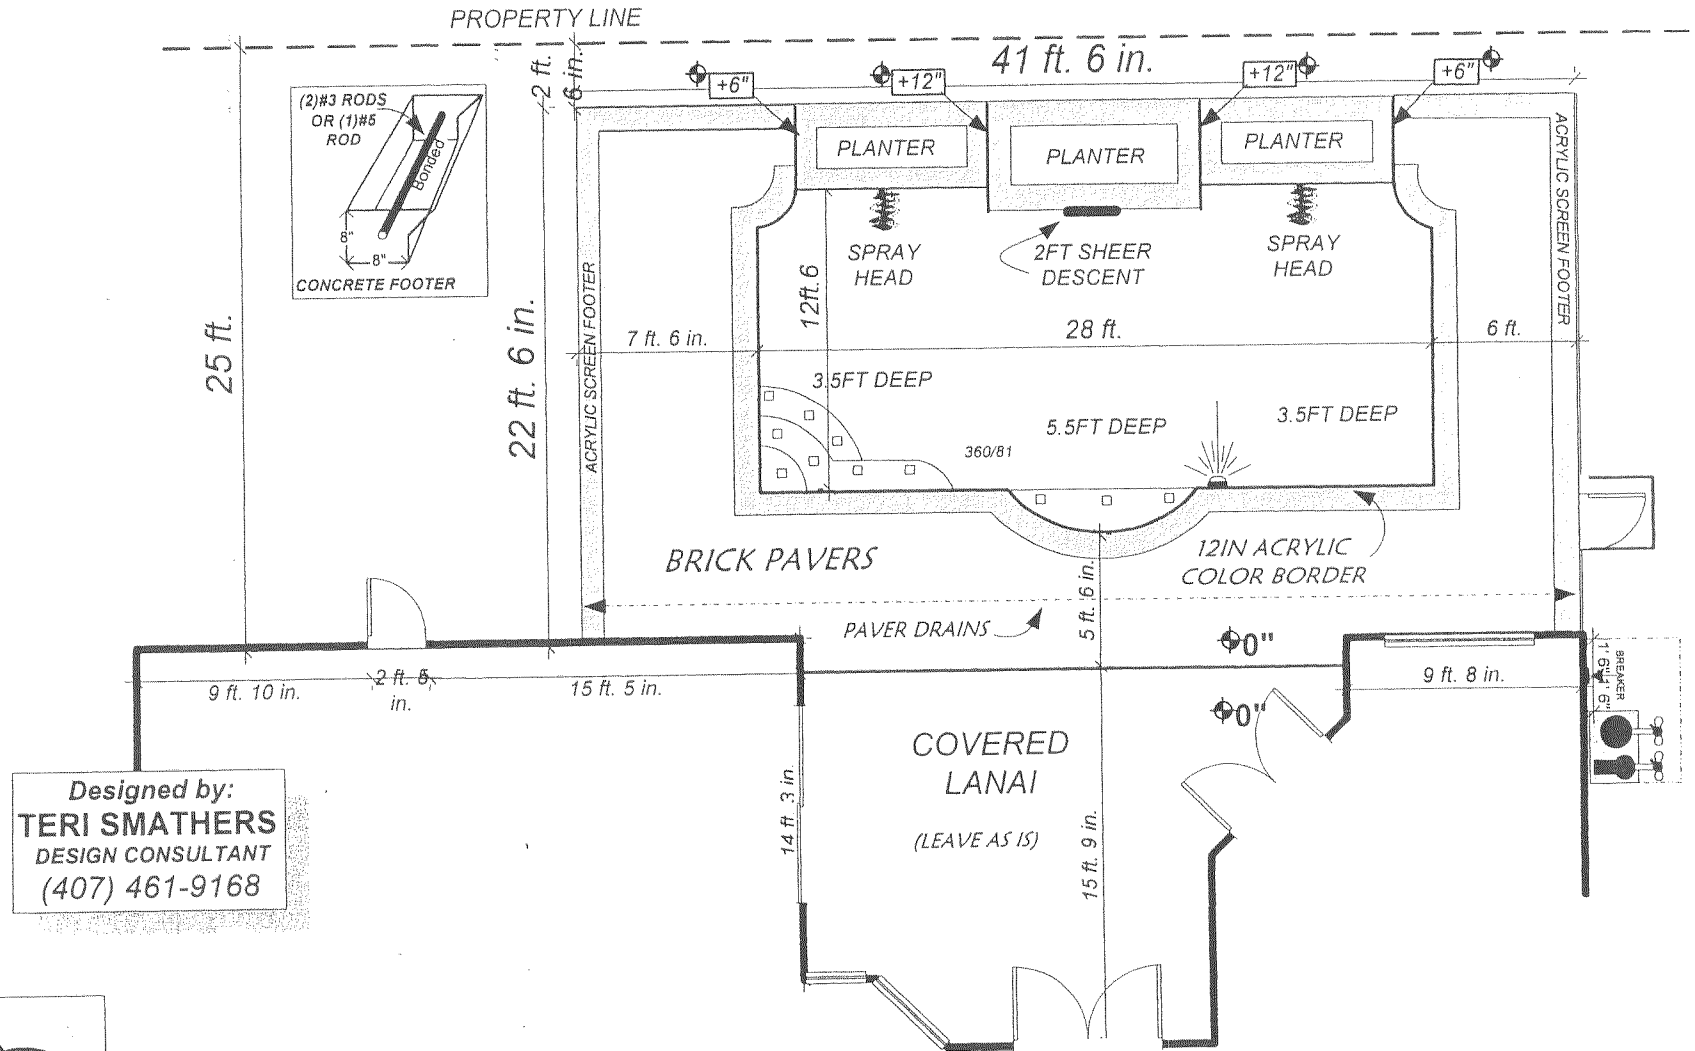 PROPERTY LINE
41 ft. 6 in.
2 ft.
6 in.
+6"
+12"
+12"
+6"
(2)#3 RODS
OR (1)#5
ROD
Bonded
8"
8"
CONCRETE FOOTER
PLANTER
PLANTER
PLANTER
ACRYLIC SCREEN FOOTER
ACRYLIC SCREEN FOOTER
SPRAY
HEAD
2FT SHEER
DESCENT
SPRAY
HEAD
12ft.6
25 ft.
22 ft. 6 in.
7 ft. 6 in.
28 ft.
6 ft.
3.5FT DEEP
5.5FT DEEP
3.5FT DEEP
360/81
BRICK PAVERS
12IN ACRYLIC
COLOR BORDER
5 ft. 6 in.
PAVER DRAINS
0"
0"
9 ft. 10 in.
2 ft. 6
in.
15 ft. 5 in.
9 ft. 8 in.
BREAKER
1' 6"
1' 6"
COVERED
LANAI
(LEAVE AS IS)
14 ft. 3 in
15 ft. 9 in.
Designed by:
TERI SMATHERS
DESIGN CONSULTANT
(407) 461-9168